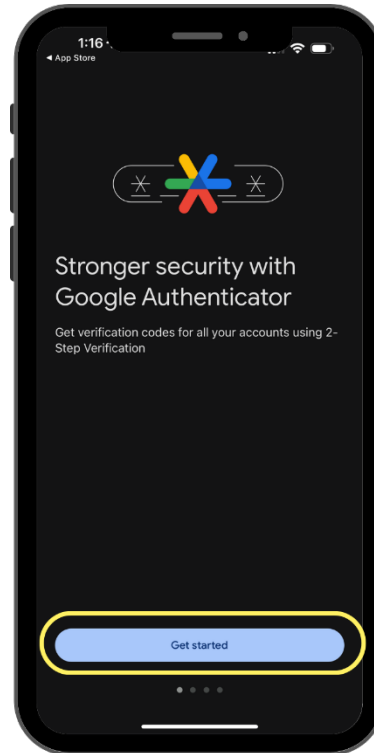 1:16
◀ App Store
Stronger security with
Google Authenticator
Get verification codes for all your accounts using 2-
Step Verification
Get started